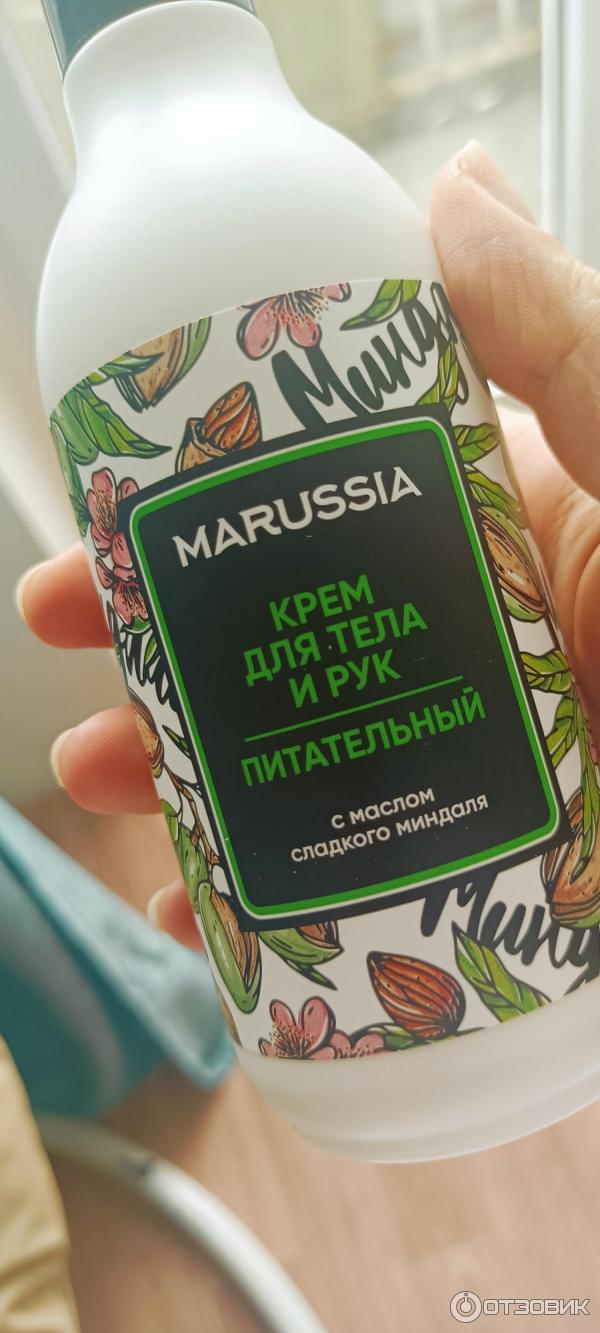 MARUSSIA
КРЕМ
ДЛЯ ТЕЛА
И РУК
ПИТАТЕЛЬНЫЙ
с маслом
сладкого миндаля
ОТЗОВИК